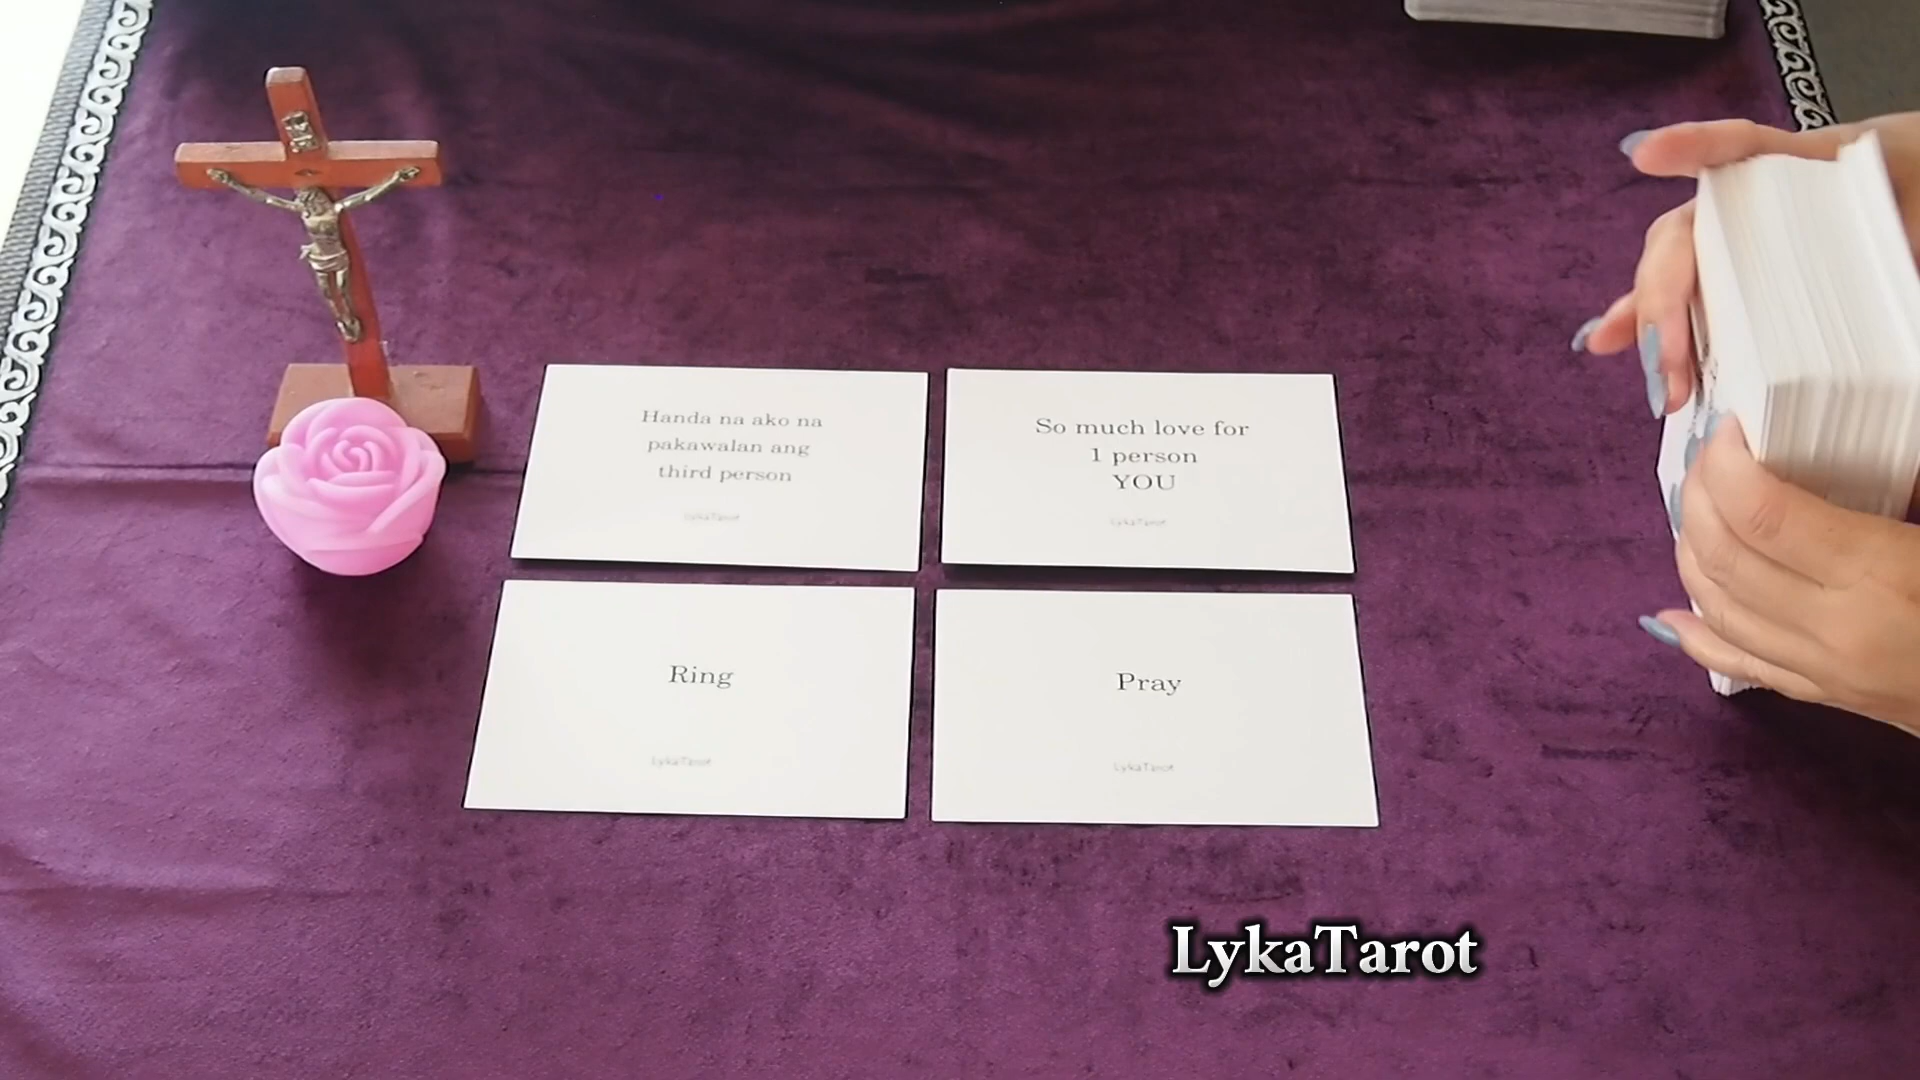 Handa na ako na
pakawalan ang
third person
LykaTarot
So much love for
1 person
YOU
LykaTarot
Ring
LykaTarot
Pray
LykaTarot
LykaTarot